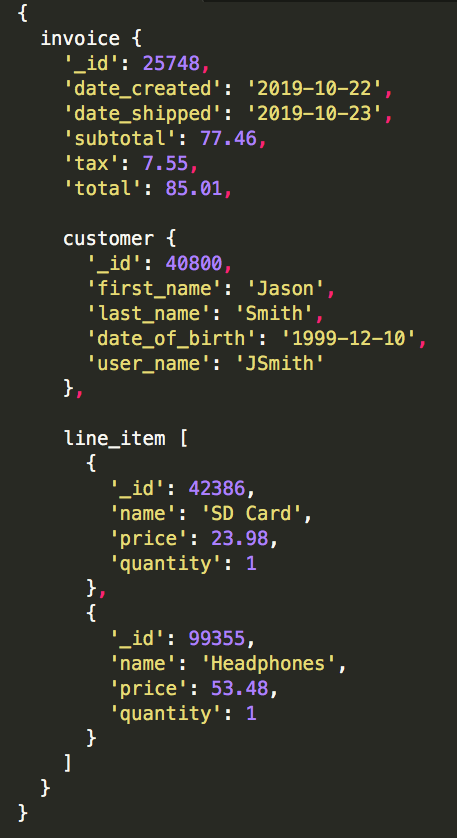 {
  invoice {
    '_id': 25748,
    'date_created': '2019-10-22',
    'date_shipped': '2019-10-23',
    'subtotal': 77.46,
    'tax': 7.55,
    'total': 85.01,

    customer {
      '_id': 40800,
      'first_name': 'Jason',
      'last_name': 'Smith',
      'date_of_birth': '1999-12-10',
      'user_name': 'JSmith'
    },

    line_item [
      {
        '_id': 42386,
        'name': 'SD Card',
        'price': 23.98,
        'quantity': 1
      },
      {
        '_id': 99355,
        'name': 'Headphones',
        'price': 53.48,
        'quantity': 1
      }
    ]
  }
}